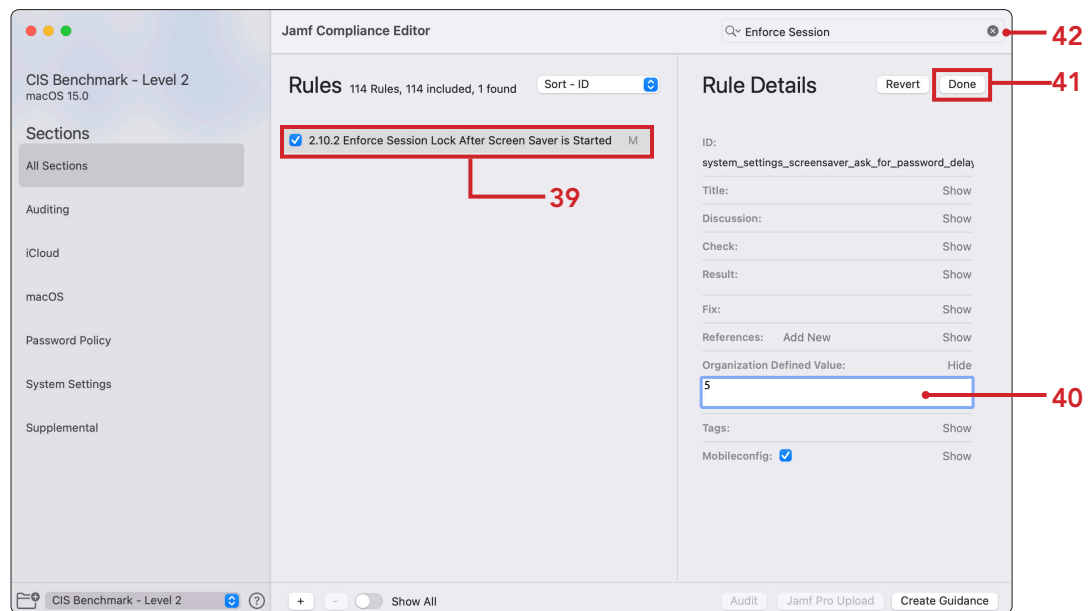 Jamf Compliance Editor
Enforce Session
42
CIS Benchmark - Level 2
macOS 15.0
Sections
All Sections
Auditing
iCloud
macOS
Password Policy
System Settings
Supplemental
CIS Benchmark - Level 2
?
Rules 114 Rules, 114 included, 1 found
Sort - ID
2.10.2 Enforce Session Lock After Screen Saver is Started M
39
+ - Show All
Rule Details
Revert
Done
41
ID:
system_settings_screensaver_ask_for_password_delay
Title: Show
Discussion: Show
Check: Show
Result: Show
Fix: Show
References: Add New Show
Organization Defined Value: Hide
5
40
Tags: Show
Mobileconfig: Show
Audit
Jamf Pro Upload
Create Guidance